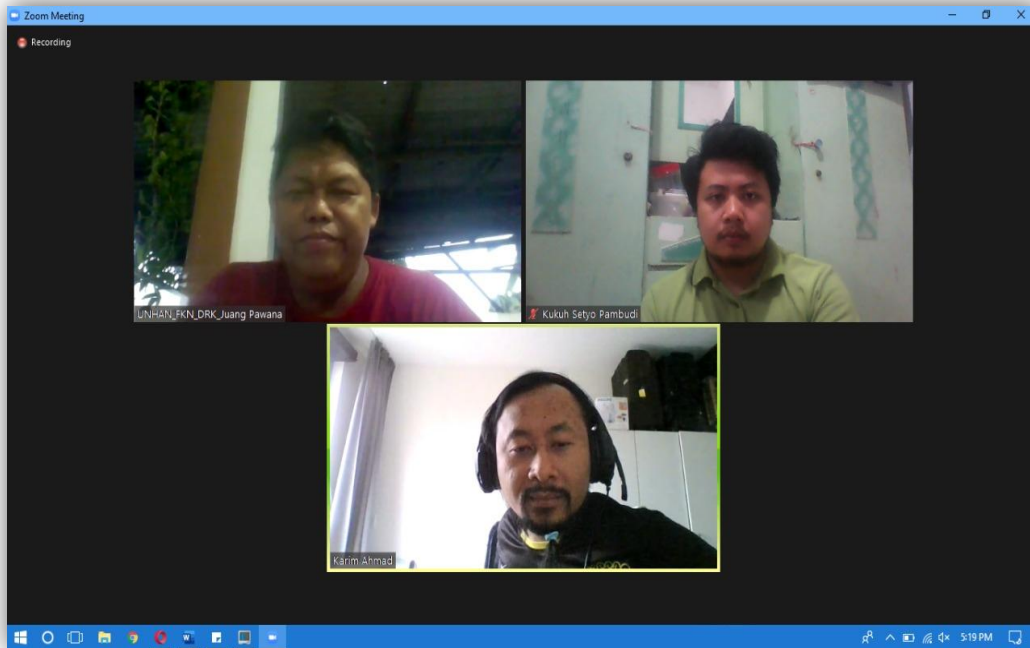 Zoom Meeting
Recording
UNHAN_FKN_DRK_Juang Pawana
Kukuh Setyo Pambudi
Karim Ahmad
5:19 PM